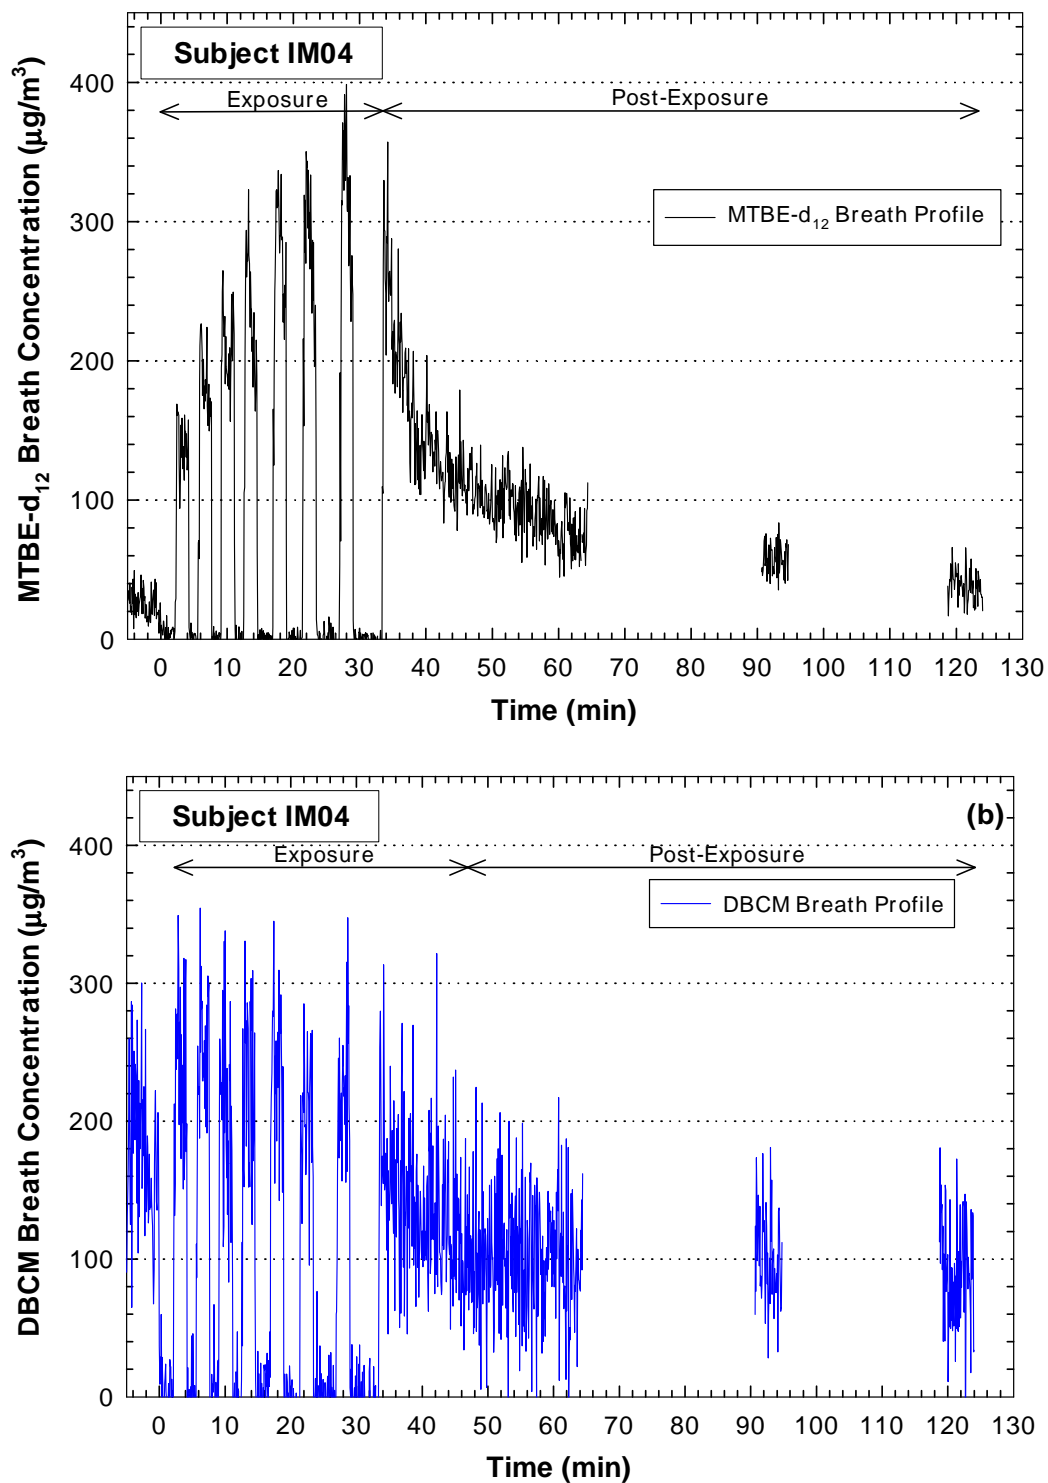 Subject IM04
Exposure
Post-Exposure
MTBE-d12 Breath Profile
MTBE-d12 Breath Concentration (µg/m3)
400
300
200
100
0
0 10 20 30 40 50 60 70 80 90 100 110 120 130
Time (min)
Subject IM04
(b)
Exposure
Post-Exposure
DBCM Breath Profile
DBCM Breath Concentration (µg/m3)
400
300
200
100
0
0 10 20 30 40 50 60 70 80 90 100 110 120 130
Time (min)